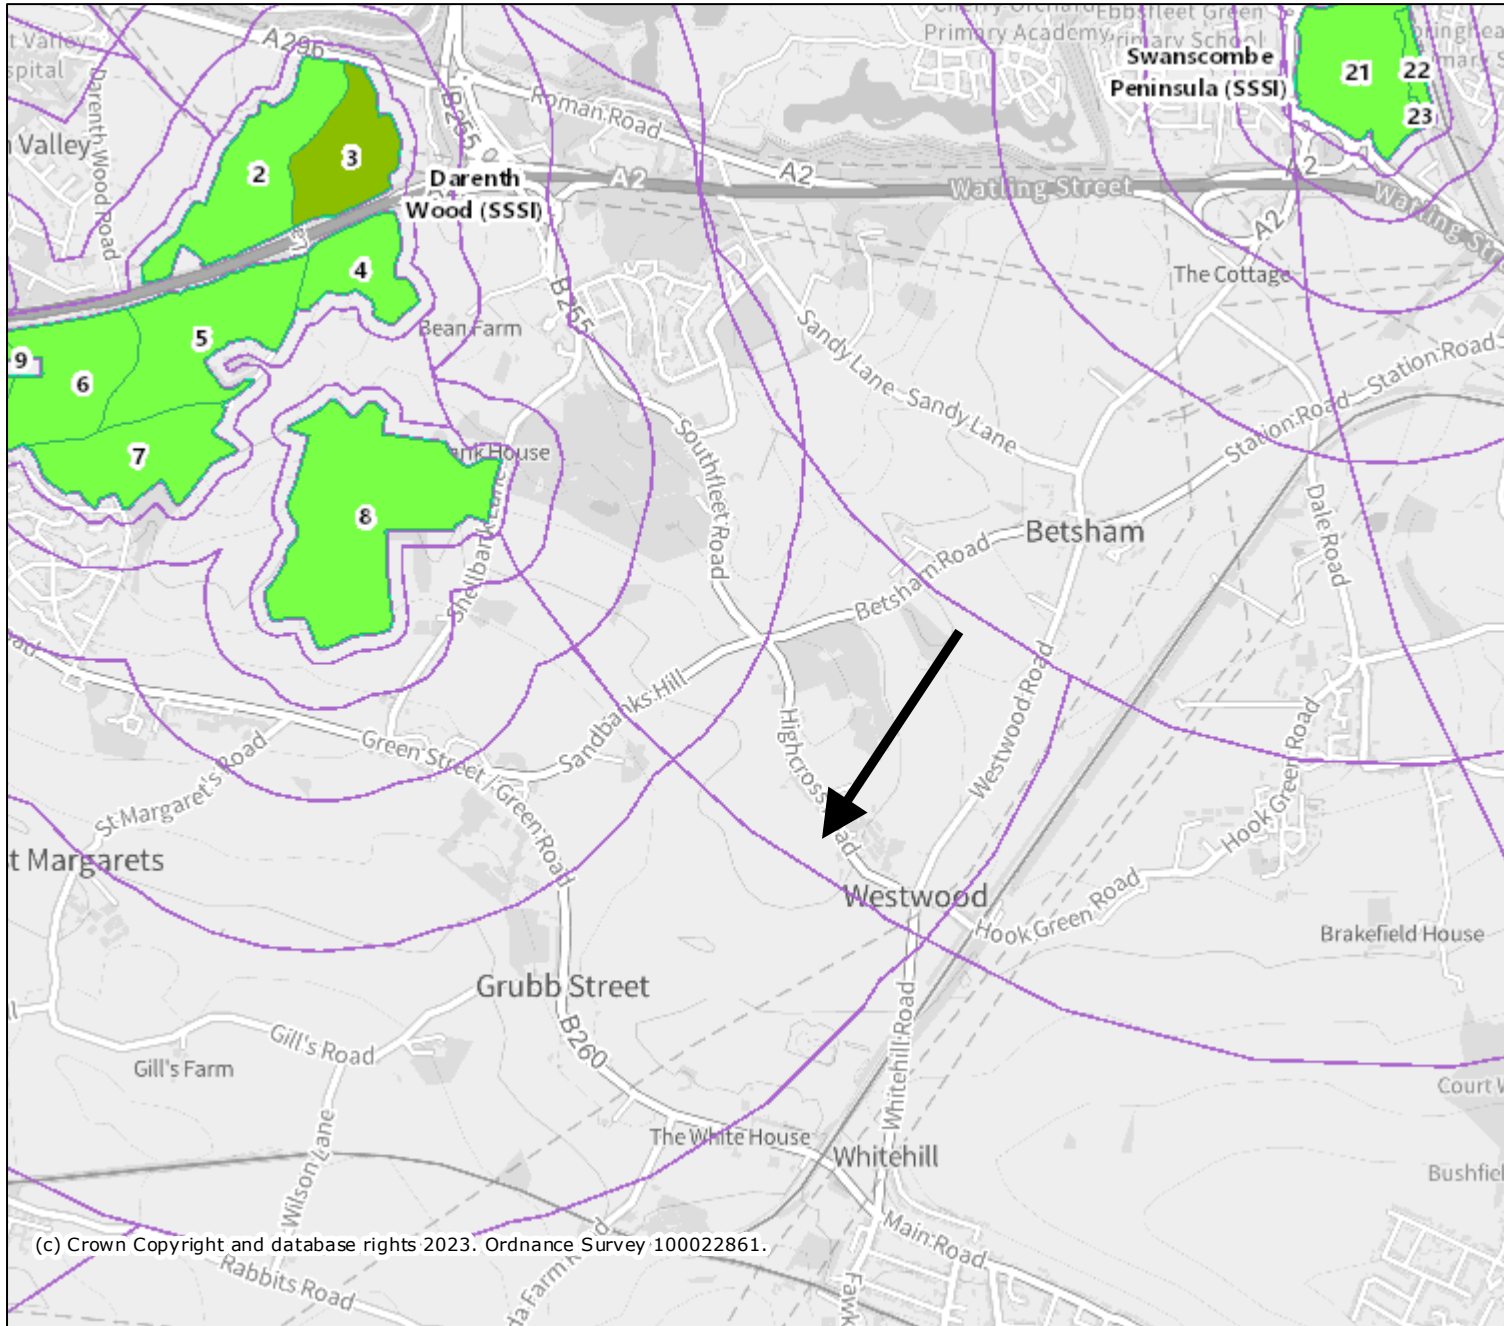 A296
t Valley
spital
Darenth Wood Road
n Valley
B255
Roman Road
Primary Academy
Ebbsfleet Green
Primary School
Swanscombe
Peninsula (SSSI)
21
22
23
2
3
Darenth
Wood (SSSI)
A2
A2
Watling Street
A2
A2
The Cottage
4
5
6
7
8
9
Bean Farm
B255
Sandy Lane
Sandy Lane
Station Road
Station Road
Southfleet Road
Shellbank Lane
Betsham
Betsham Road
Dale Road
Sandbanks Hill
Highcross Road
Westwood Road
Hook Green Road
Green Street / Green Road
St Margaret's Road
t Margarets
Westwood
Hook Green Road
Brakefield House
Grubb Street
B260
Gill's Road
Gill's Farm
Whitehill Road
Wilson Lane
The White House
Whitehill
Bushfiel
Main Road
(c) Crown Copyright and database rights 2023. Ordnance Survey 100022861.
Rabbits Road
Fawk